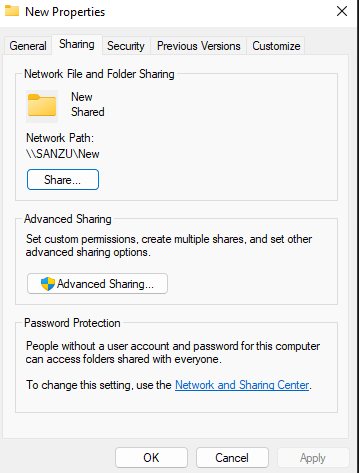 New Properties
General Sharing Security Previous Versions Customize
Network File and Folder Sharing
New
Shared
Network Path:
\\SANZU\New
Share...
Advanced Sharing
Set custom permissions, create multiple shares, and set other
advanced sharing options.
Advanced Sharing...
Password Protection
People without a user account and password for this computer
can access folders shared with everyone.
To change this setting, use the Network and Sharing Center.
OK Cancel Apply